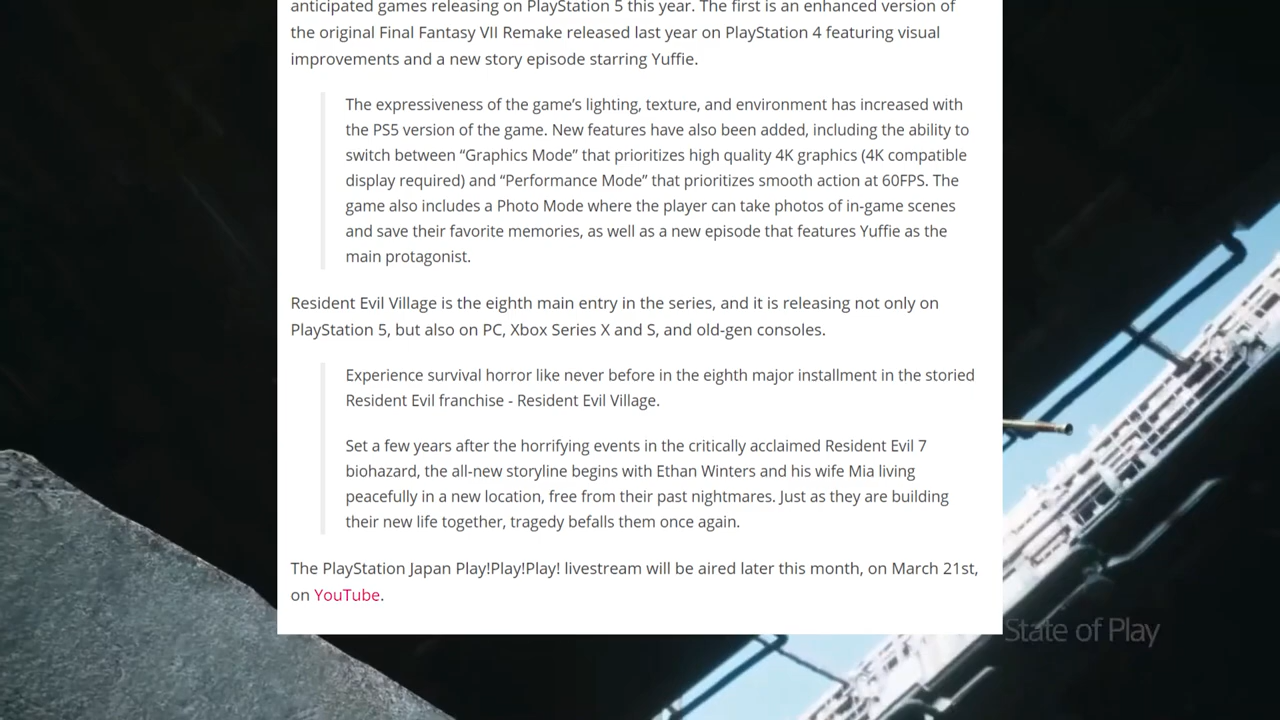 anticipated games releasing on PlayStation 5 this year. The first is an enhanced version of
the original Final Fantasy VII Remake released last year on PlayStation 4 featuring visual
improvements and a new story episode starring Yuffie.
The expressiveness of the game’s lighting, texture, and environment has increased with
the PS5 version of the game. New features have also been added, including the ability to
switch between “Graphics Mode” that prioritizes high quality 4K graphics (4K compatible
display required) and “Performance Mode” that prioritizes smooth action at 60FPS. The
game also includes a Photo Mode where the player can take photos of in-game scenes
and save their favorite memories, as well as a new episode that features Yuffie as the
main protagonist.
Resident Evil Village is the eighth main entry in the series, and it is releasing not only on
PlayStation 5, but also on PC, Xbox Series X and S, and old-gen consoles.
Experience survival horror like never before in the eighth major installment in the storied
Resident Evil franchise - Resident Evil Village.
Set a few years after the horrifying events in the critically acclaimed Resident Evil 7
biohazard, the all-new storyline begins with Ethan Winters and his wife Mia living
peacefully in a new location, free from their past nightmares. Just as they are building
their new life together, tragedy befalls them once again.
The PlayStation Japan Play!Play!Play! livestream will be aired later this month, on March 21st,
on YouTube.
State of Play